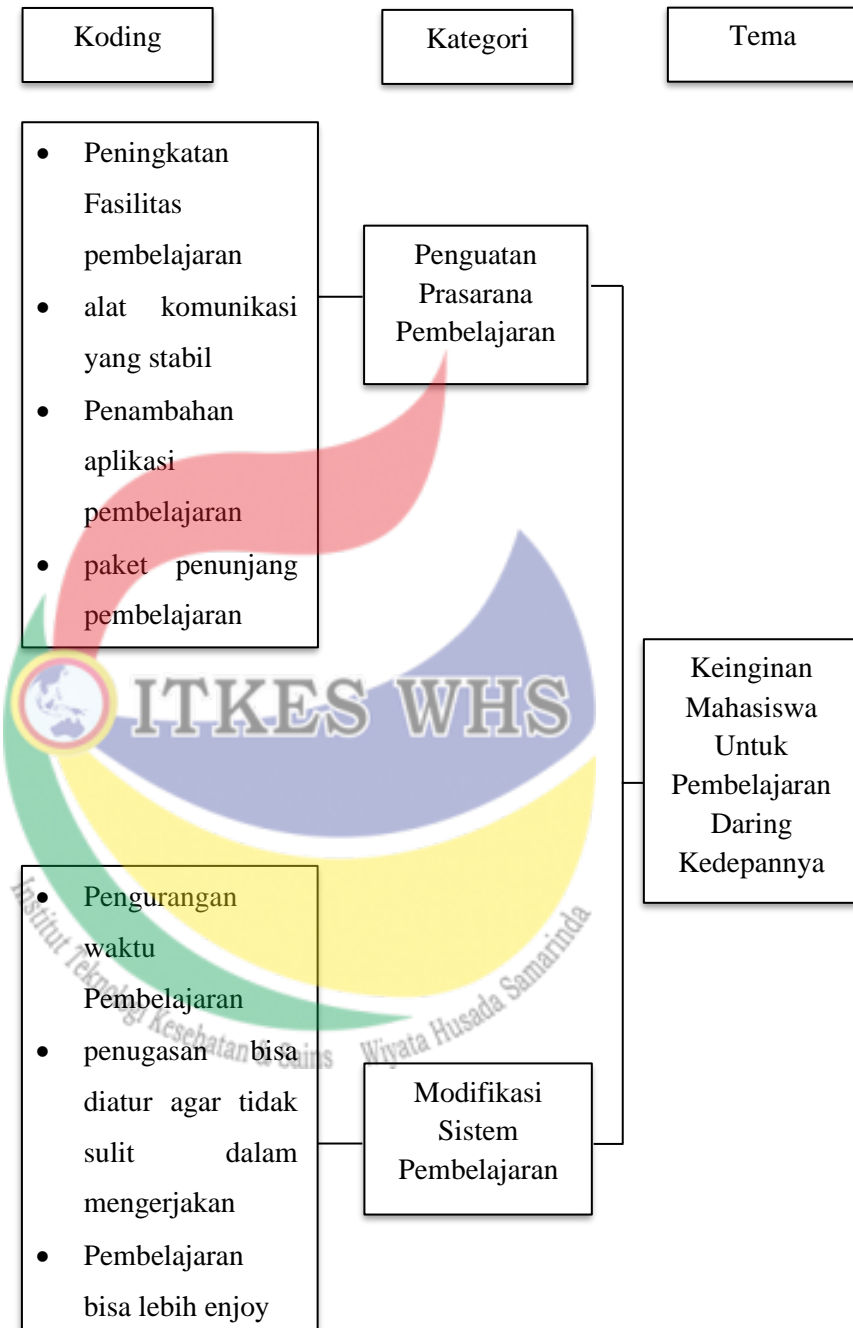 Koding
Kategori
Tema
• Peningkatan
Fasilitas
pembelajaran
• alat komunikasi
yang stabil
• Penambahan
aplikasi
pembelajaran
• paket penunjang
pembelajaran
Penguatan
Prasarana
Pembelajaran
ITKES WHS
Keinginan
Mahasiswa
Untuk
Pembelajaran
Daring
Kedepannya
• Pengurangan
waktu
Pembelajaran
• penugasan bisa
diatur agar tidak
sulit dalam
mengerjakan
• Pembelajaran
bisa lebih enjoy
Modifikasi
Sistem
Pembelajaran
Institut Teknologi Kesehatan & Sains Wiyata Husada Samarinda